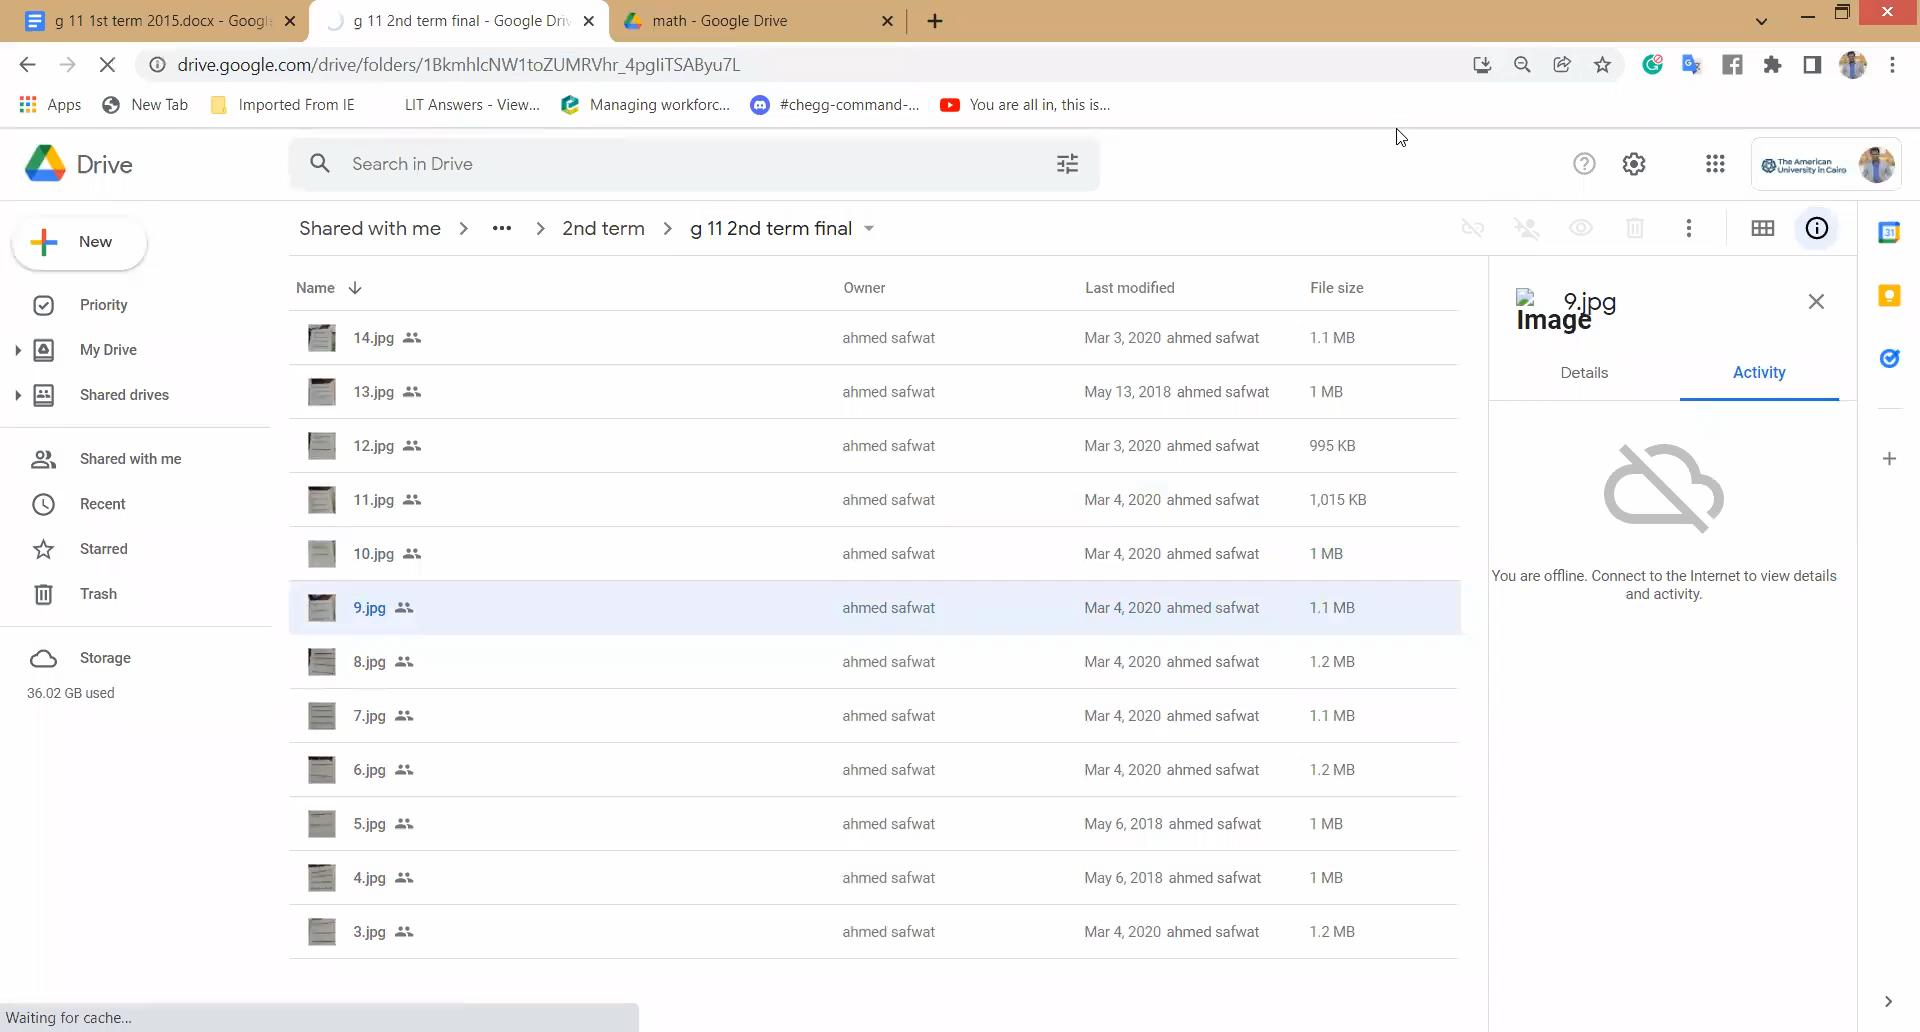 g 11 1st term 2015.docx - Googl
g 11 2nd term final - Google Driv
math - Google Drive
drive.google.com/drive/folders/1BkmhlcNW1toZUMRVhr_4pgIiTSAByu7L
Apps
New Tab
Imported From IE
LIT Answers - View...
Managing workforc...
#chegg-command-...
You are all in, this is...
Drive
Search in Drive
The American
University in Cairo
New
Shared with me
•••
2nd term
g 11 2nd term final
31
Priority
My Drive
Shared drives
Shared with me
Recent
Starred
Trash
Storage
36.02 GB used
Name Owner Last modified File size
14.jpg ahmed safwat Mar 3, 2020 ahmed safwat 1.1 MB
13.jpg ahmed safwat May 13, 2018 ahmed safwat 1 MB
12.jpg ahmed safwat Mar 3, 2020 ahmed safwat 995 KB
11.jpg ahmed safwat Mar 4, 2020 ahmed safwat 1,015 KB
10.jpg ahmed safwat Mar 4, 2020 ahmed safwat 1 MB
9.jpg ahmed safwat Mar 4, 2020 ahmed safwat 1.1 MB
8.jpg ahmed safwat Mar 4, 2020 ahmed safwat 1.2 MB
7.jpg ahmed safwat Mar 4, 2020 ahmed safwat 1.1 MB
6.jpg ahmed safwat Mar 4, 2020 ahmed safwat 1.2 MB
5.jpg ahmed safwat May 6, 2018 ahmed safwat 1 MB
4.jpg ahmed safwat May 6, 2018 ahmed safwat 1 MB
3.jpg ahmed safwat Mar 4, 2020 ahmed safwat 1.2 MB
9.jpg
Image
Details
Activity
You are offline. Connect to the Internet to view details
and activity.
Waiting for cache...